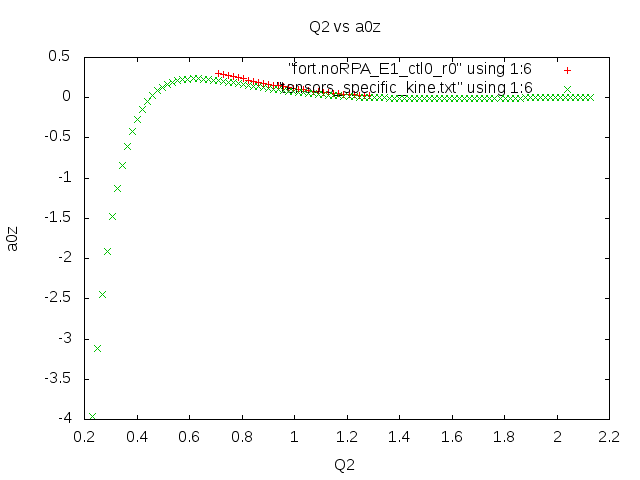 Q2 vs a0z
"fort.noRPA_E1_ctl0_r0" using 1:6
"tensors_specific_kine.txt" using 1:6
0.5
0
-0.5
-1
-1.5
-2
-2.5
-3
-3.5
-4
a0z
0.2 0.4 0.6 0.8 1 1.2 1.4 1.6 1.8 2 2.2
Q2